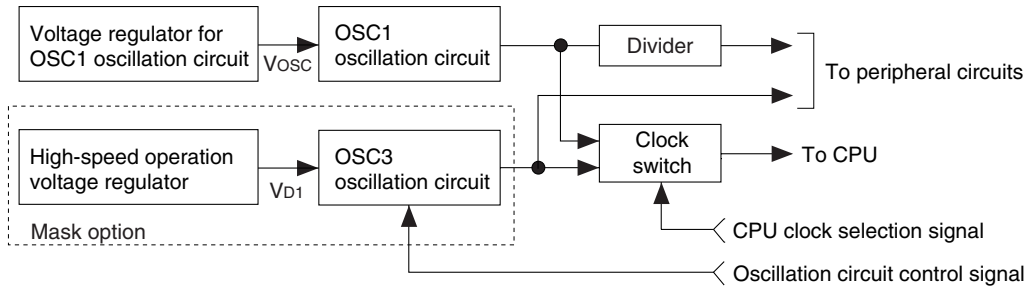 Voltage regulator for
OSC1 oscillation circuit
VOSC
OSC1
oscillation circuit
Divider
To peripheral circuits
High-speed operation
voltage regulator
VD1
OSC3
oscillation circuit
Clock
switch
To CPU
Mask option
CPU clock selection signal
Oscillation circuit control signal